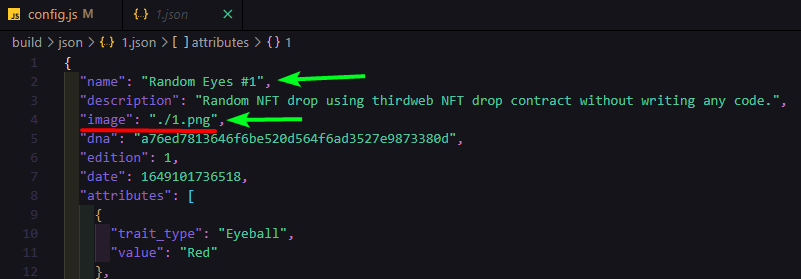 JS config.js M {..} 1.json ×
build > json > {..} 1.json > [ ] attributes > {} 1
1 {
2 "name": "Random Eyes #1",
3 "description": "Random NFT drop using thirdweb NFT drop contract without writing any code.",
4 "image": "./1.png",
5 "dna": "a76ed7813646f6be520d564f6ad3527e9873380d",
6 "edition": 1,
7 "date": 1649101736518,
8 "attributes": [
9 {
10 "trait_type": "Eyeball",
11 "value": "Red"
12 },